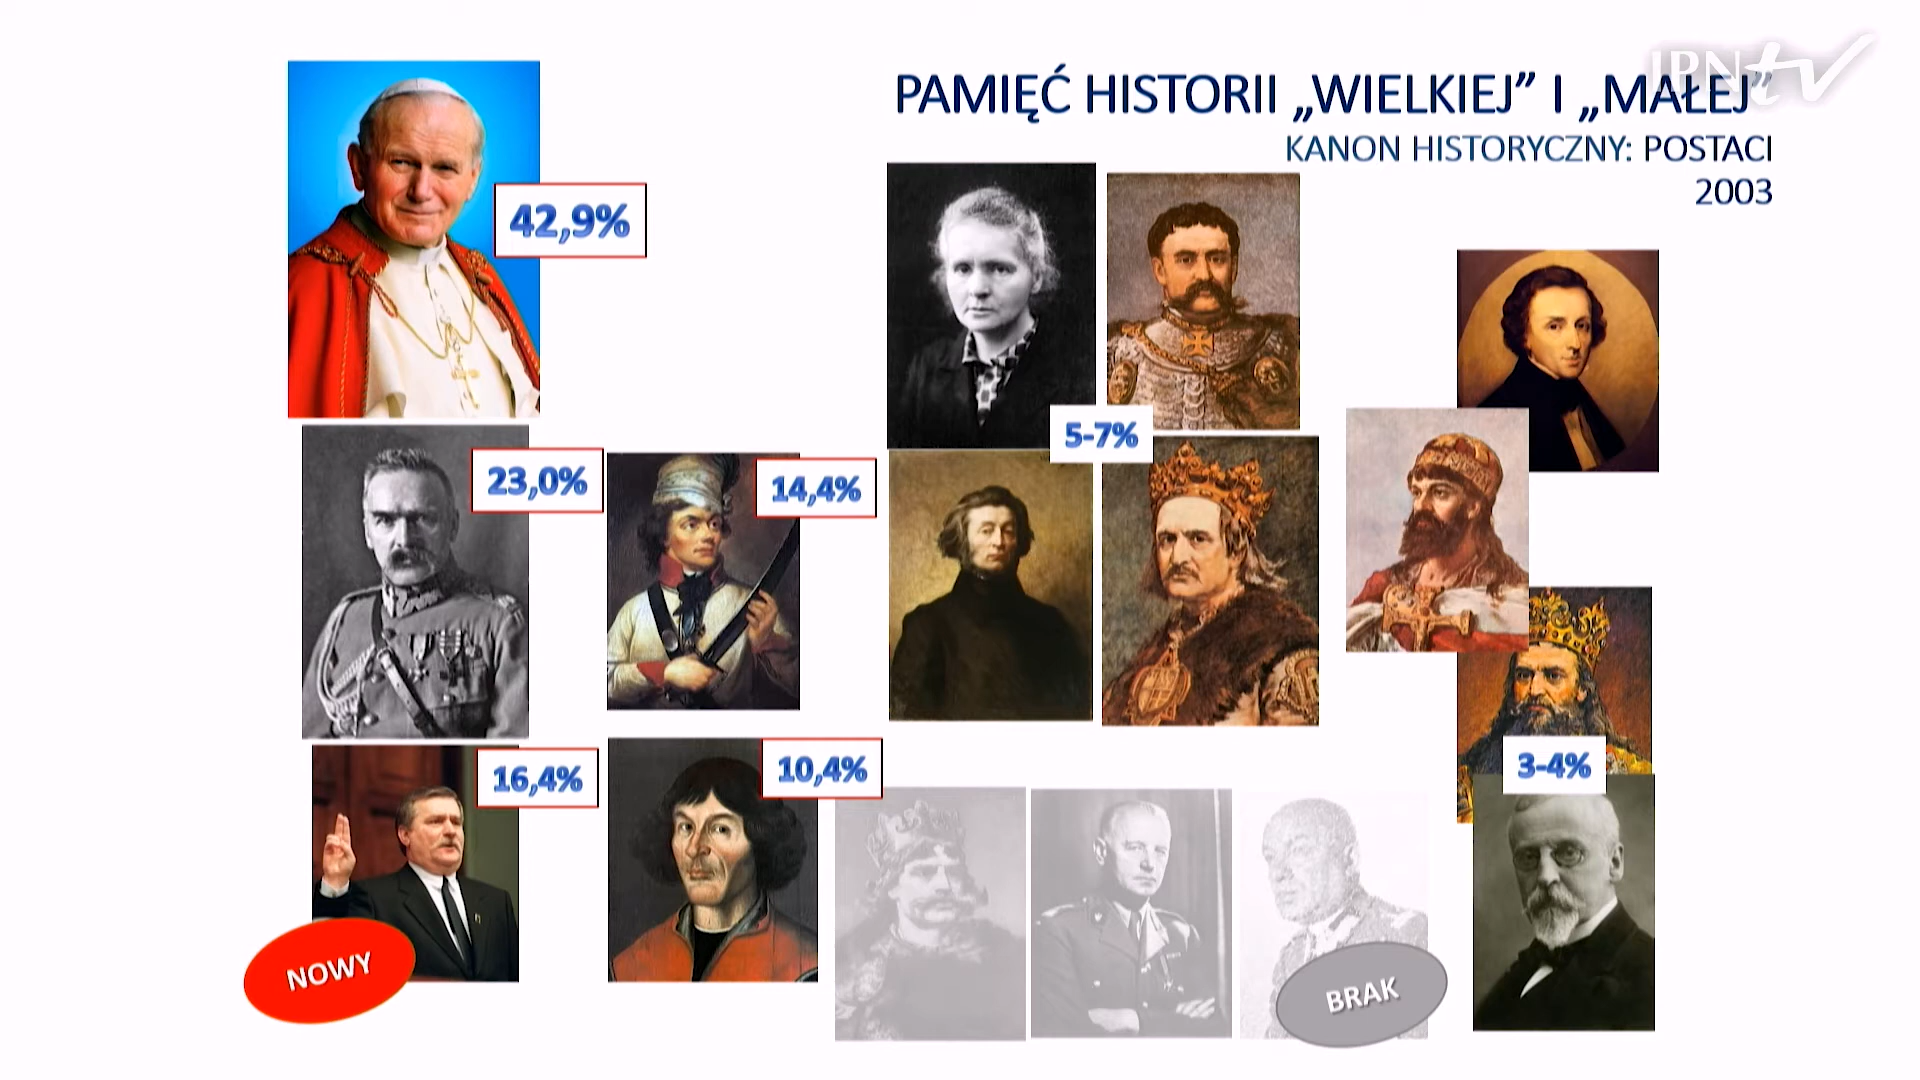 IPNtv
PAMIĘĆ HISTORII „WIELKIEJ” I „MAŁEJ”
KANON HISTORYCZNY: POSTACI
2003
42,9%
5-7%
23,0%
14,4%
16,4%
10,4%
3-4%
NOWY
BRAK